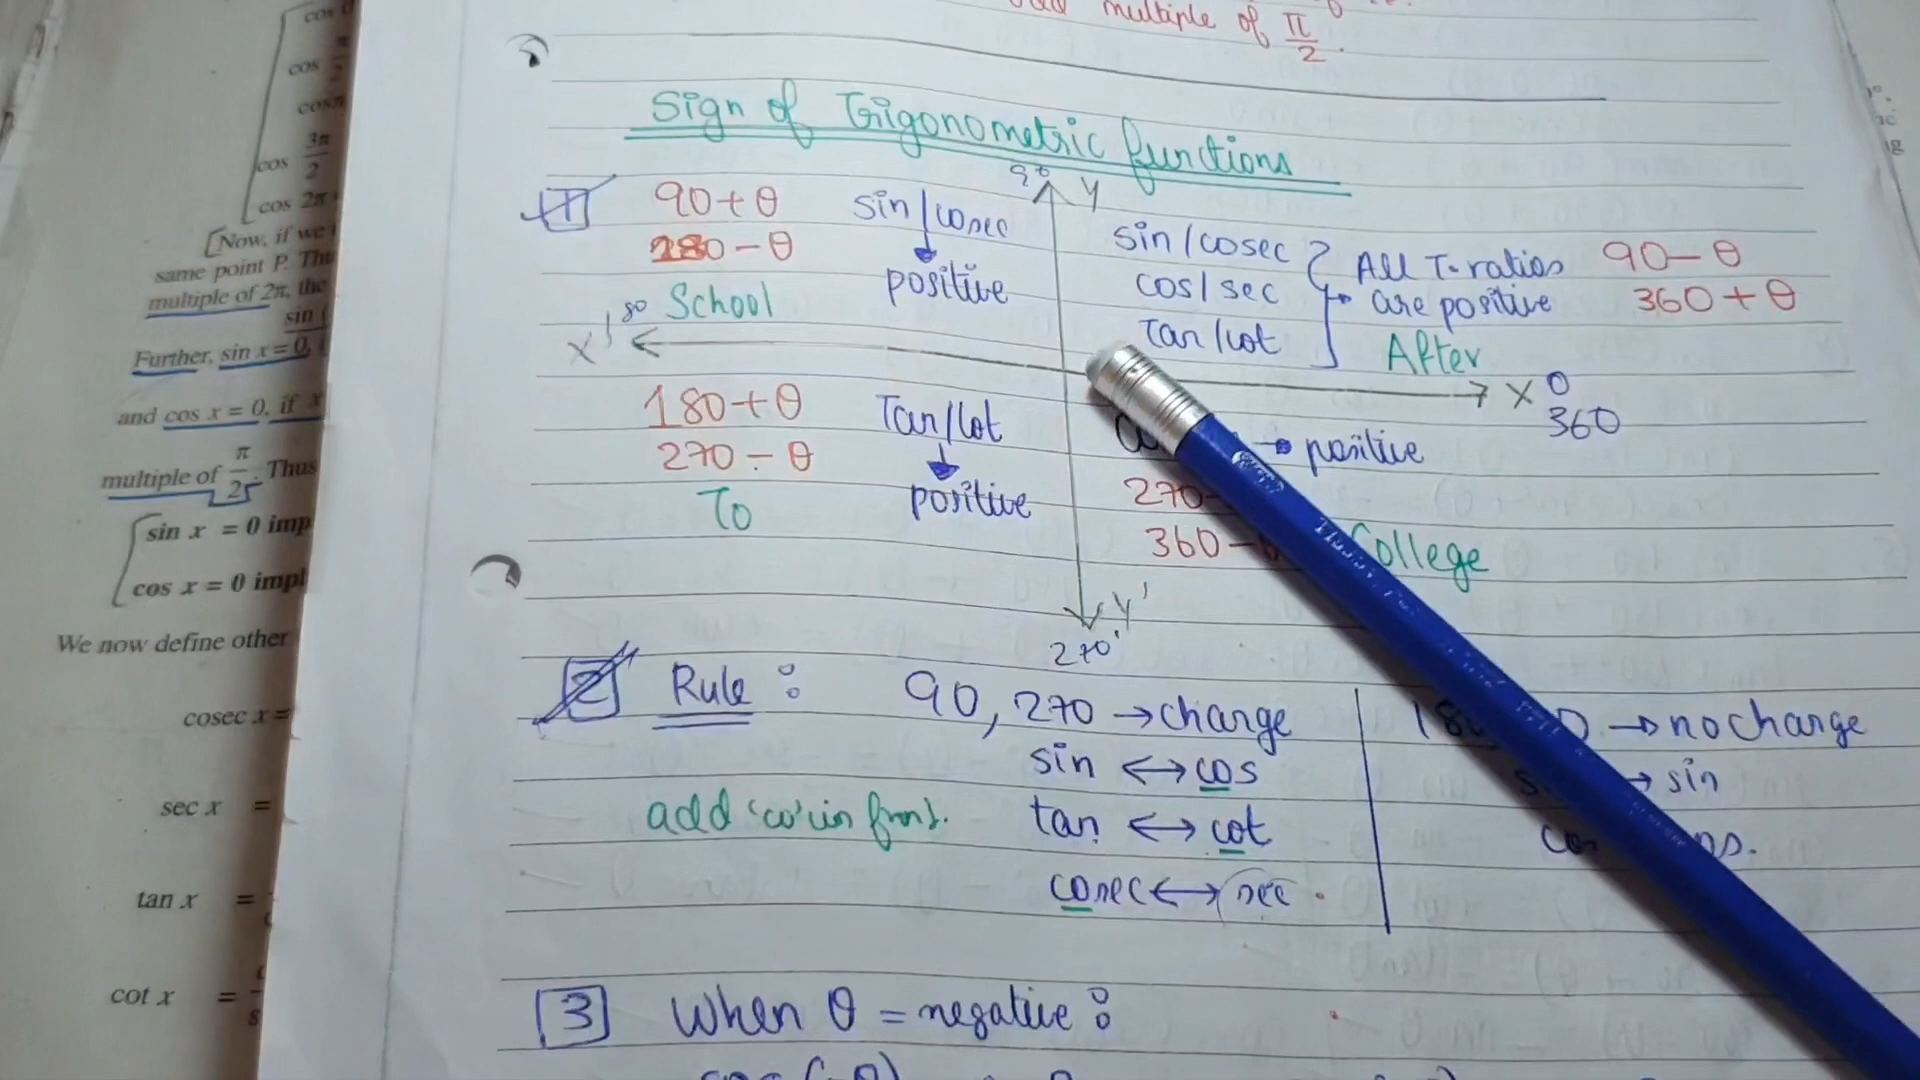 multiple of π/2.
Sign of Trigonometric functions
1
90+θ
180-θ
School
sin/cosec
positive
90
Y
sin/cosec
cos/sec
Tan/cot
All T-ratios
are positive
After
90-θ
360+θ
X'
180
X
0
360
180+θ
270-θ
To
Tan/cot
positive
positive
270
360-
College
Y'
270
2 Rule:
90, 270 → change
sin ↔ cos
tan ↔ cot
cosec ↔ sec
add 'co' in front.
→ no change
→ sin
3 When θ = negative:
cos
cos
3π/2
cos 2π
[Now, if we
same point P.
multiple of 2π, the
sin
Further, sin x = 0,
and cos x = 0, if x
multiple of π/2. Thus
sin x = 0 imp
cos x = 0 impl
We now define other
cosec x =
sec x =
tan x =
cot x =